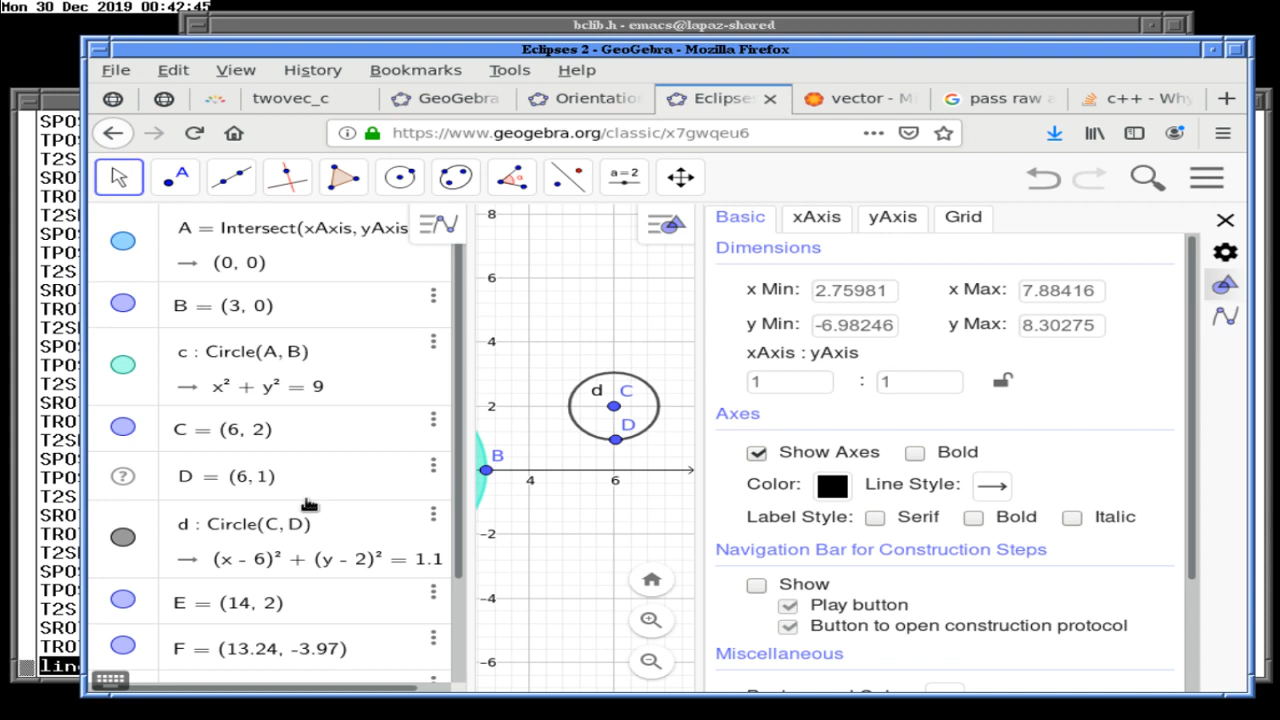 Mon 30 Dec 2019 00:42:45
bclib.h - emacs@lapaz-shared
Eclipses 2 - GeoGebra - Mozilla Firefox
File Edit View History Bookmarks Tools Help
twovec_c GeoGebra Orientatio Eclipse vector - M pass raw a c++ - Why
https://www.geogebra.org/classic/x7gwqeu6
A a=2
A = Intersect(xAxis, yAxis
→ (0, 0)
B = (3, 0)
c : Circle(A, B)
→ x² + y² = 9
C = (6, 2)
D = (6, 1)
d : Circle(C, D)
→ (x - 6)² + (y - 2)² = 1.1
E = (14, 2)
F = (13.24, -3.97)
8
6
4
2
d C
D
B
4 6
-2
-4
-6
Basic xAxis yAxis Grid
Dimensions
x Min: 2.75981 x Max: 7.88416
y Min: -6.98246 y Max: 8.30275
xAxis : yAxis
1 : 1
Axes
Show Axes Bold
Color: Line Style:
Label Style: Serif Bold Italic
Navigation Bar for Construction Steps
Show
Play button
Button to open construction protocol
Miscellaneous
SPO
TPO
T2S
SRO
TRO
line